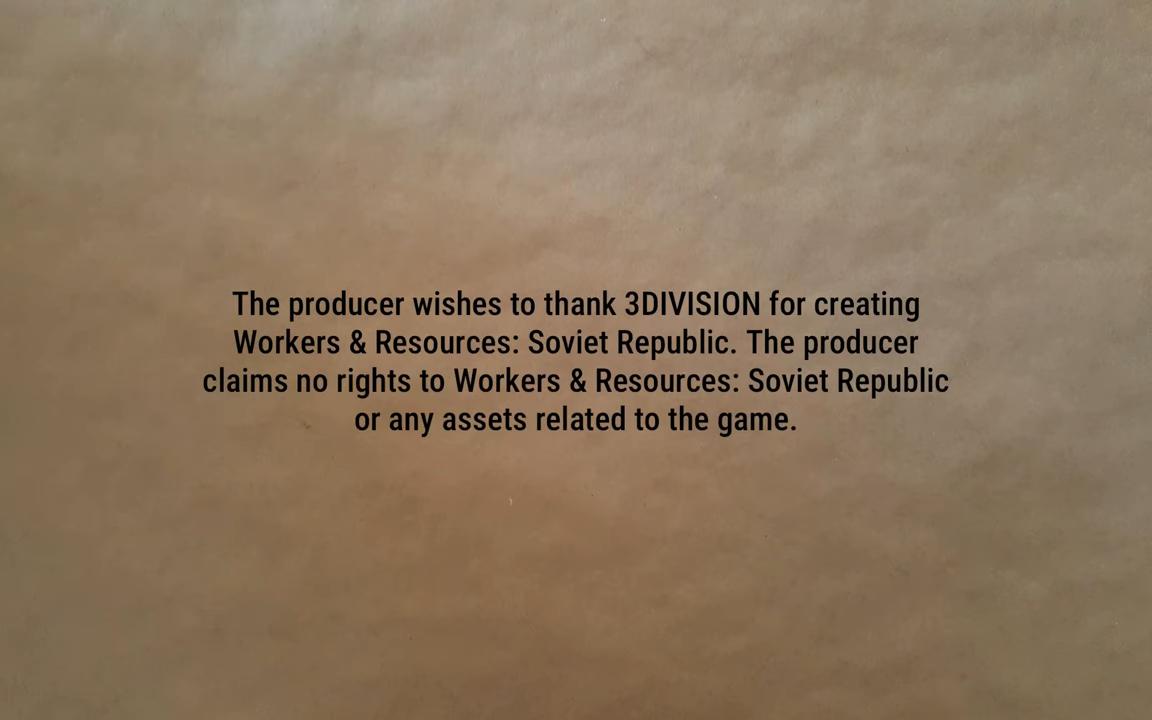 The producer wishes to thank 3DIVISION for creating
Workers & Resources: Soviet Republic. The producer
claims no rights to Workers & Resources: Soviet Republic
or any assets related to the game.